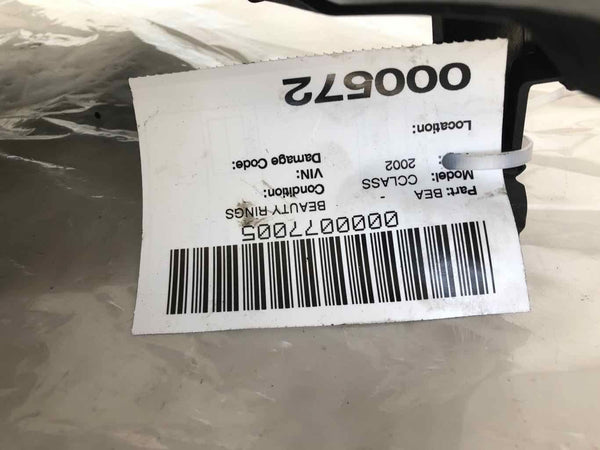 0000077005
BEAUTY RINGS
Part: BEA -
Condition:
Model: CCLASS
VIN:
: 2002
Damage Code:
Location:
000572